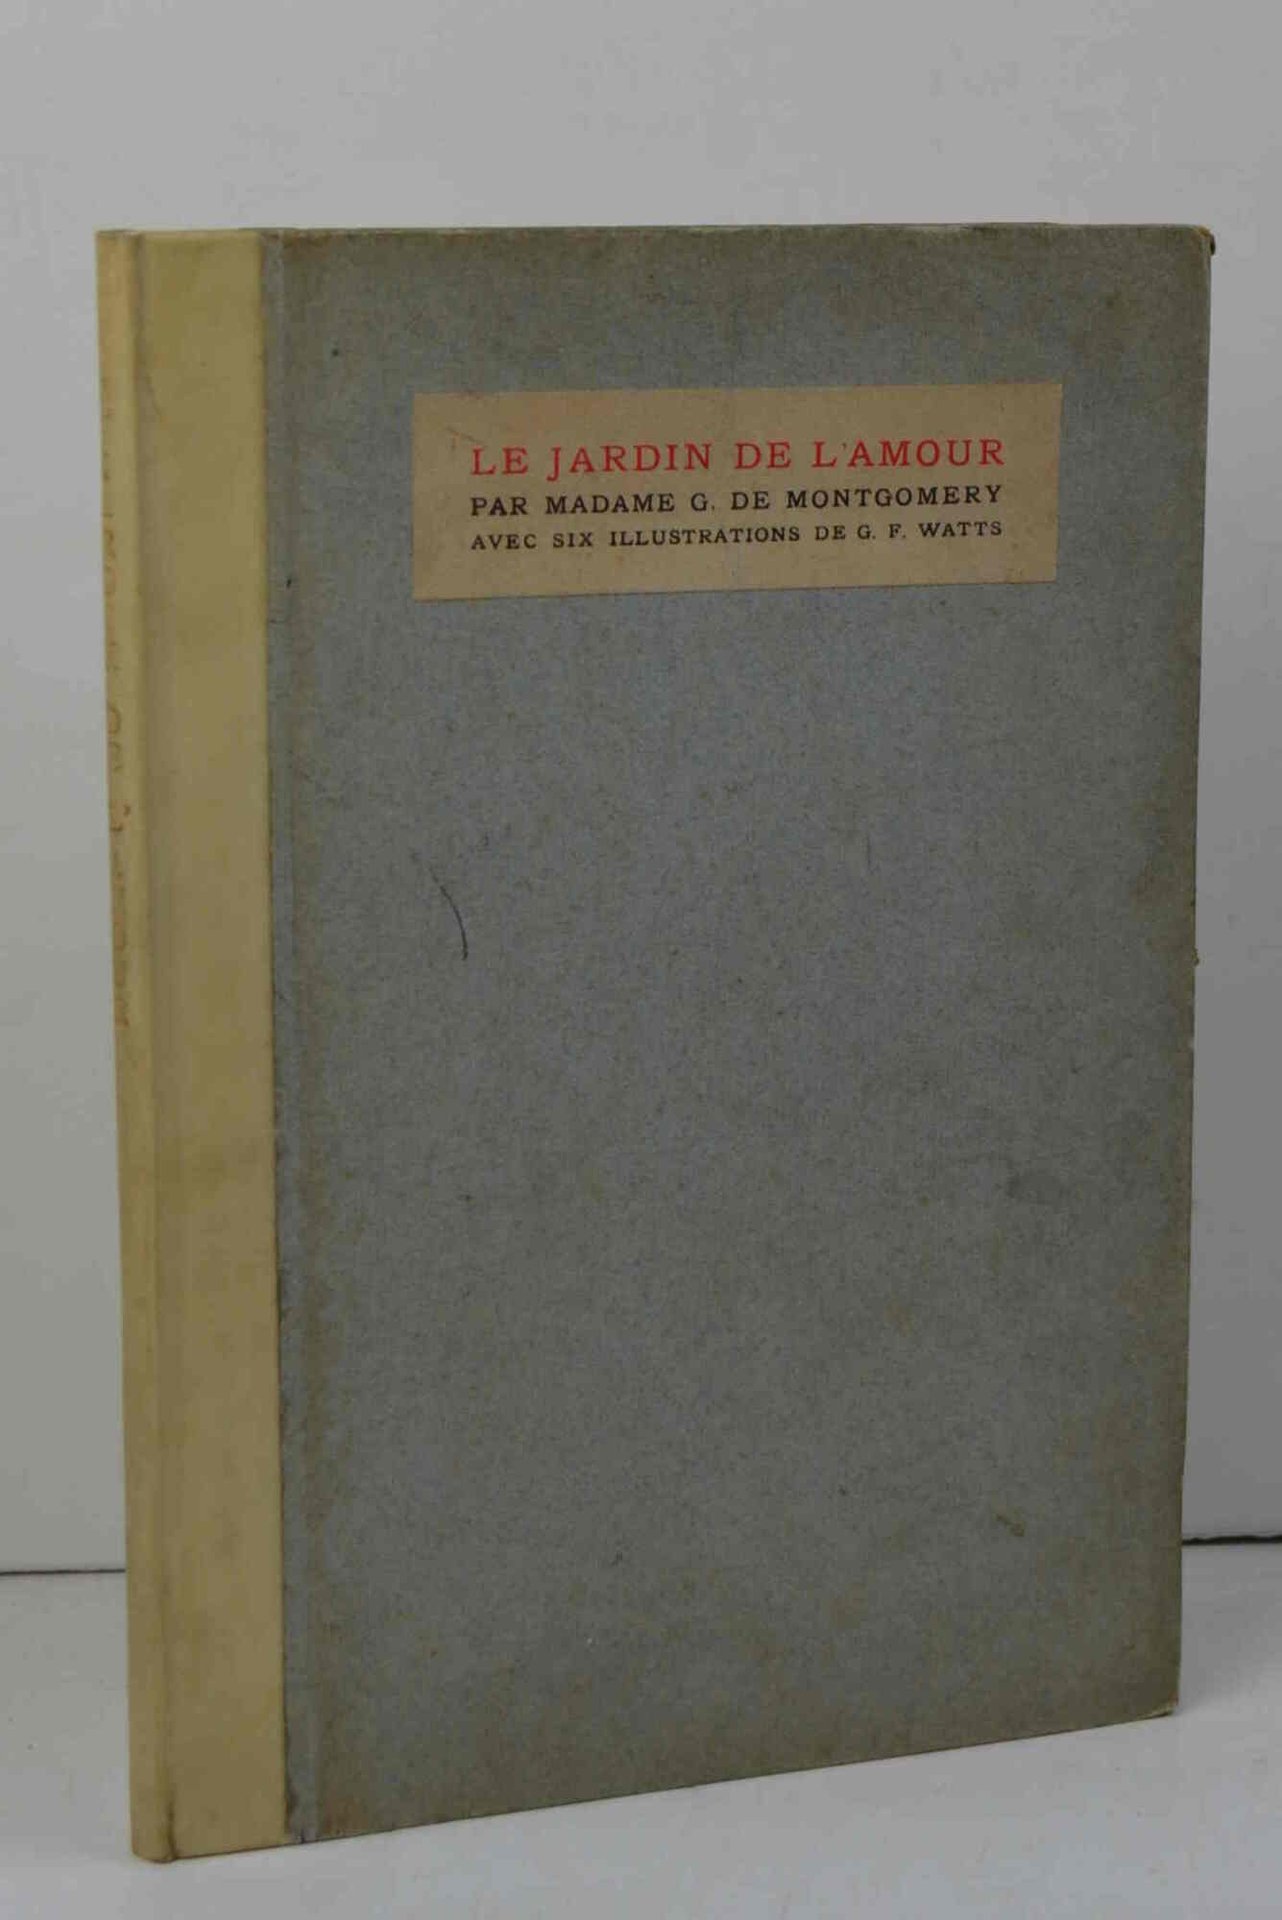 LE JARDIN DE L'AMOUR
PAR MADAME G. DE MONTGOMERY
AVEC SIX ILLUSTRATIONS DE G. F. WATTS